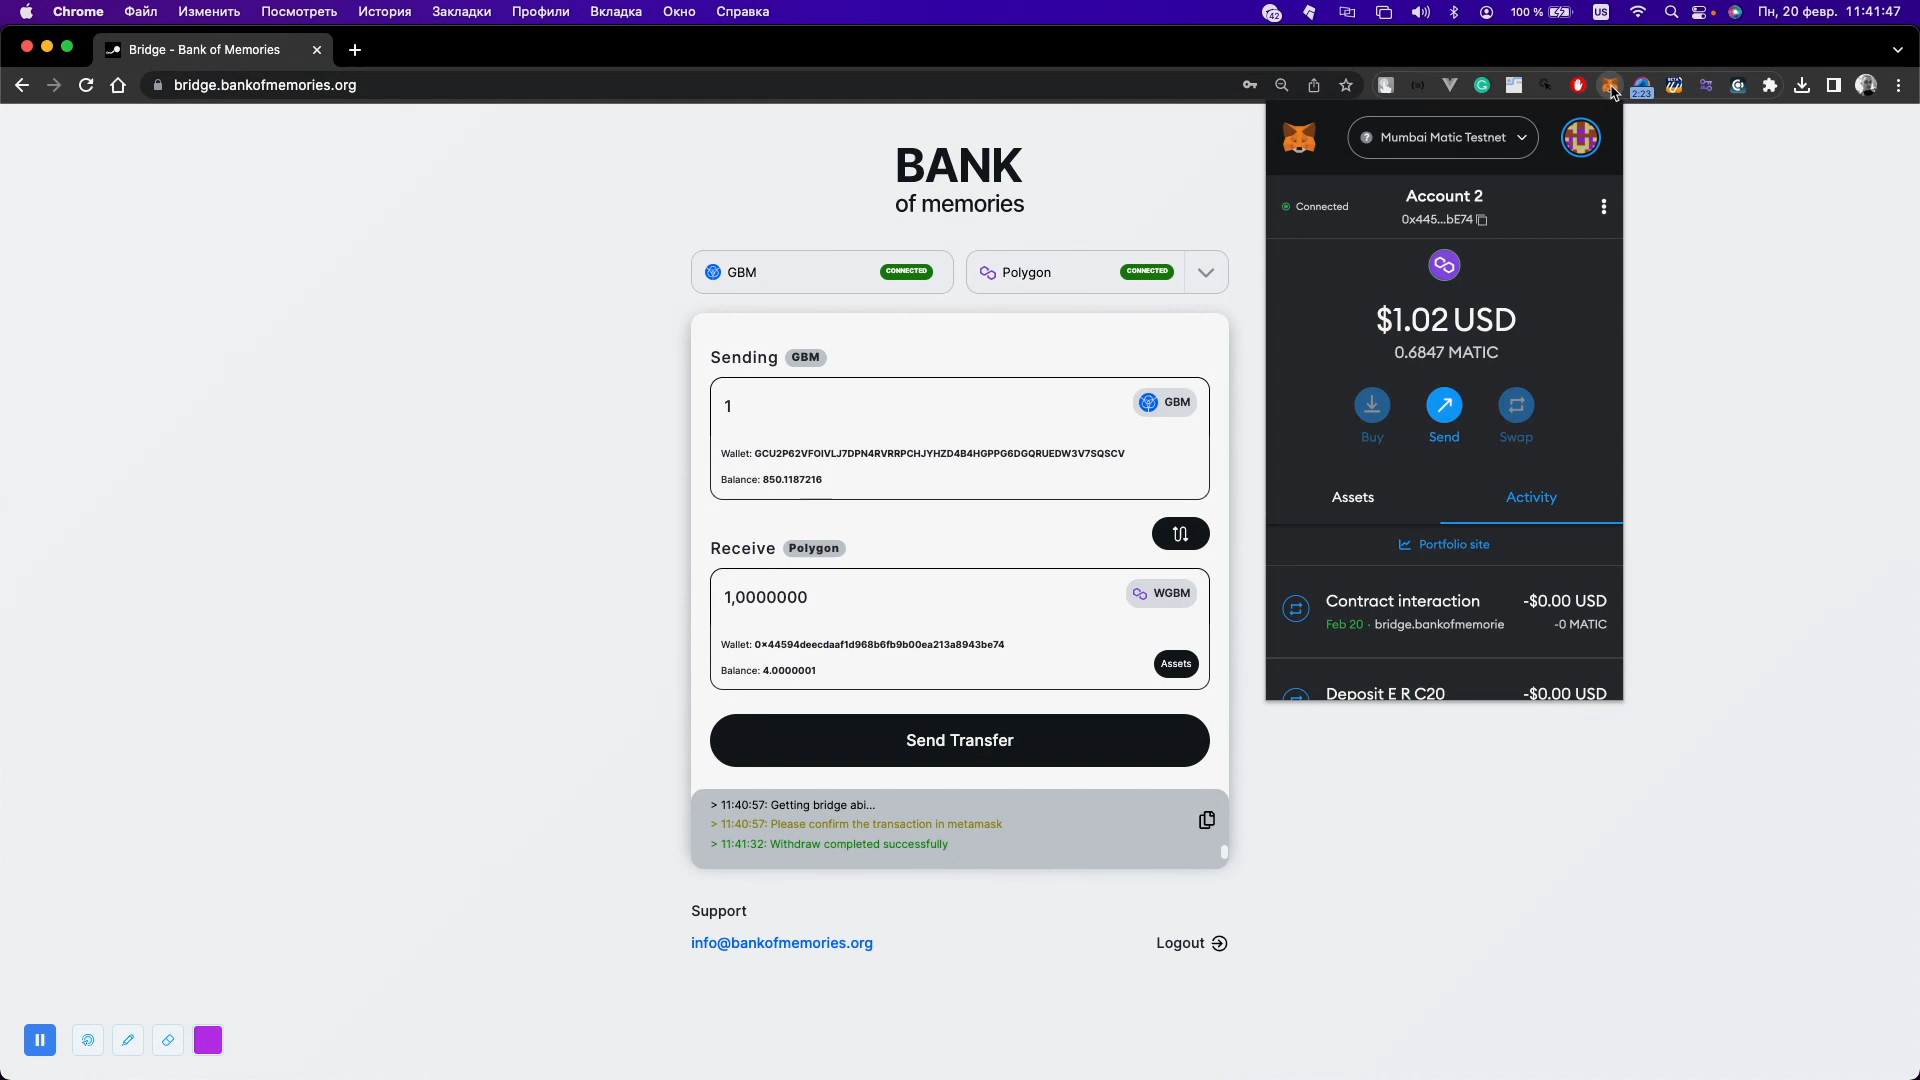 Chrome Файл Изменить Посмотреть История Закладки Профили Вкладка Окно Справка 42 100 % US Пн, 20 февр. 11:41:47
Bridge - Bank of Memories
bridge.bankofmemories.org
2:23
BANK
of memories
GBM CONNECTED
Polygon CONNECTED
Sending GBM
1
GBM
Wallet: GCU2P62VFOIVLJ7DPN4RVRRPCHJYHZD4B4HGPPG6DGQRUEDW3V7SQSCV
Balance: 850.1187216
Receive Polygon
1,0000000
WGBM
Wallet: 0x44594deecdaaf1d968b6fb9b00ea213a8943be74
Balance: 4.0000001
Assets
Send Transfer
> 11:40:57: Getting bridge abi...
> 11:40:57: Please confirm the transaction in metamask
> 11:41:32: Withdraw completed successfully
Support
info@bankofmemories.org
Logout
Mumbai Matic Testnet
Connected
Account 2
0x445...bE74
$1.02 USD
0.6847 MATIC
Buy
Send
Swap
Assets
Activity
Portfolio site
Contract interaction -$0.00 USD
Feb 20 · bridge.bankofmemorie -0 MATIC
Deposit E R C20 -$0.00 USD